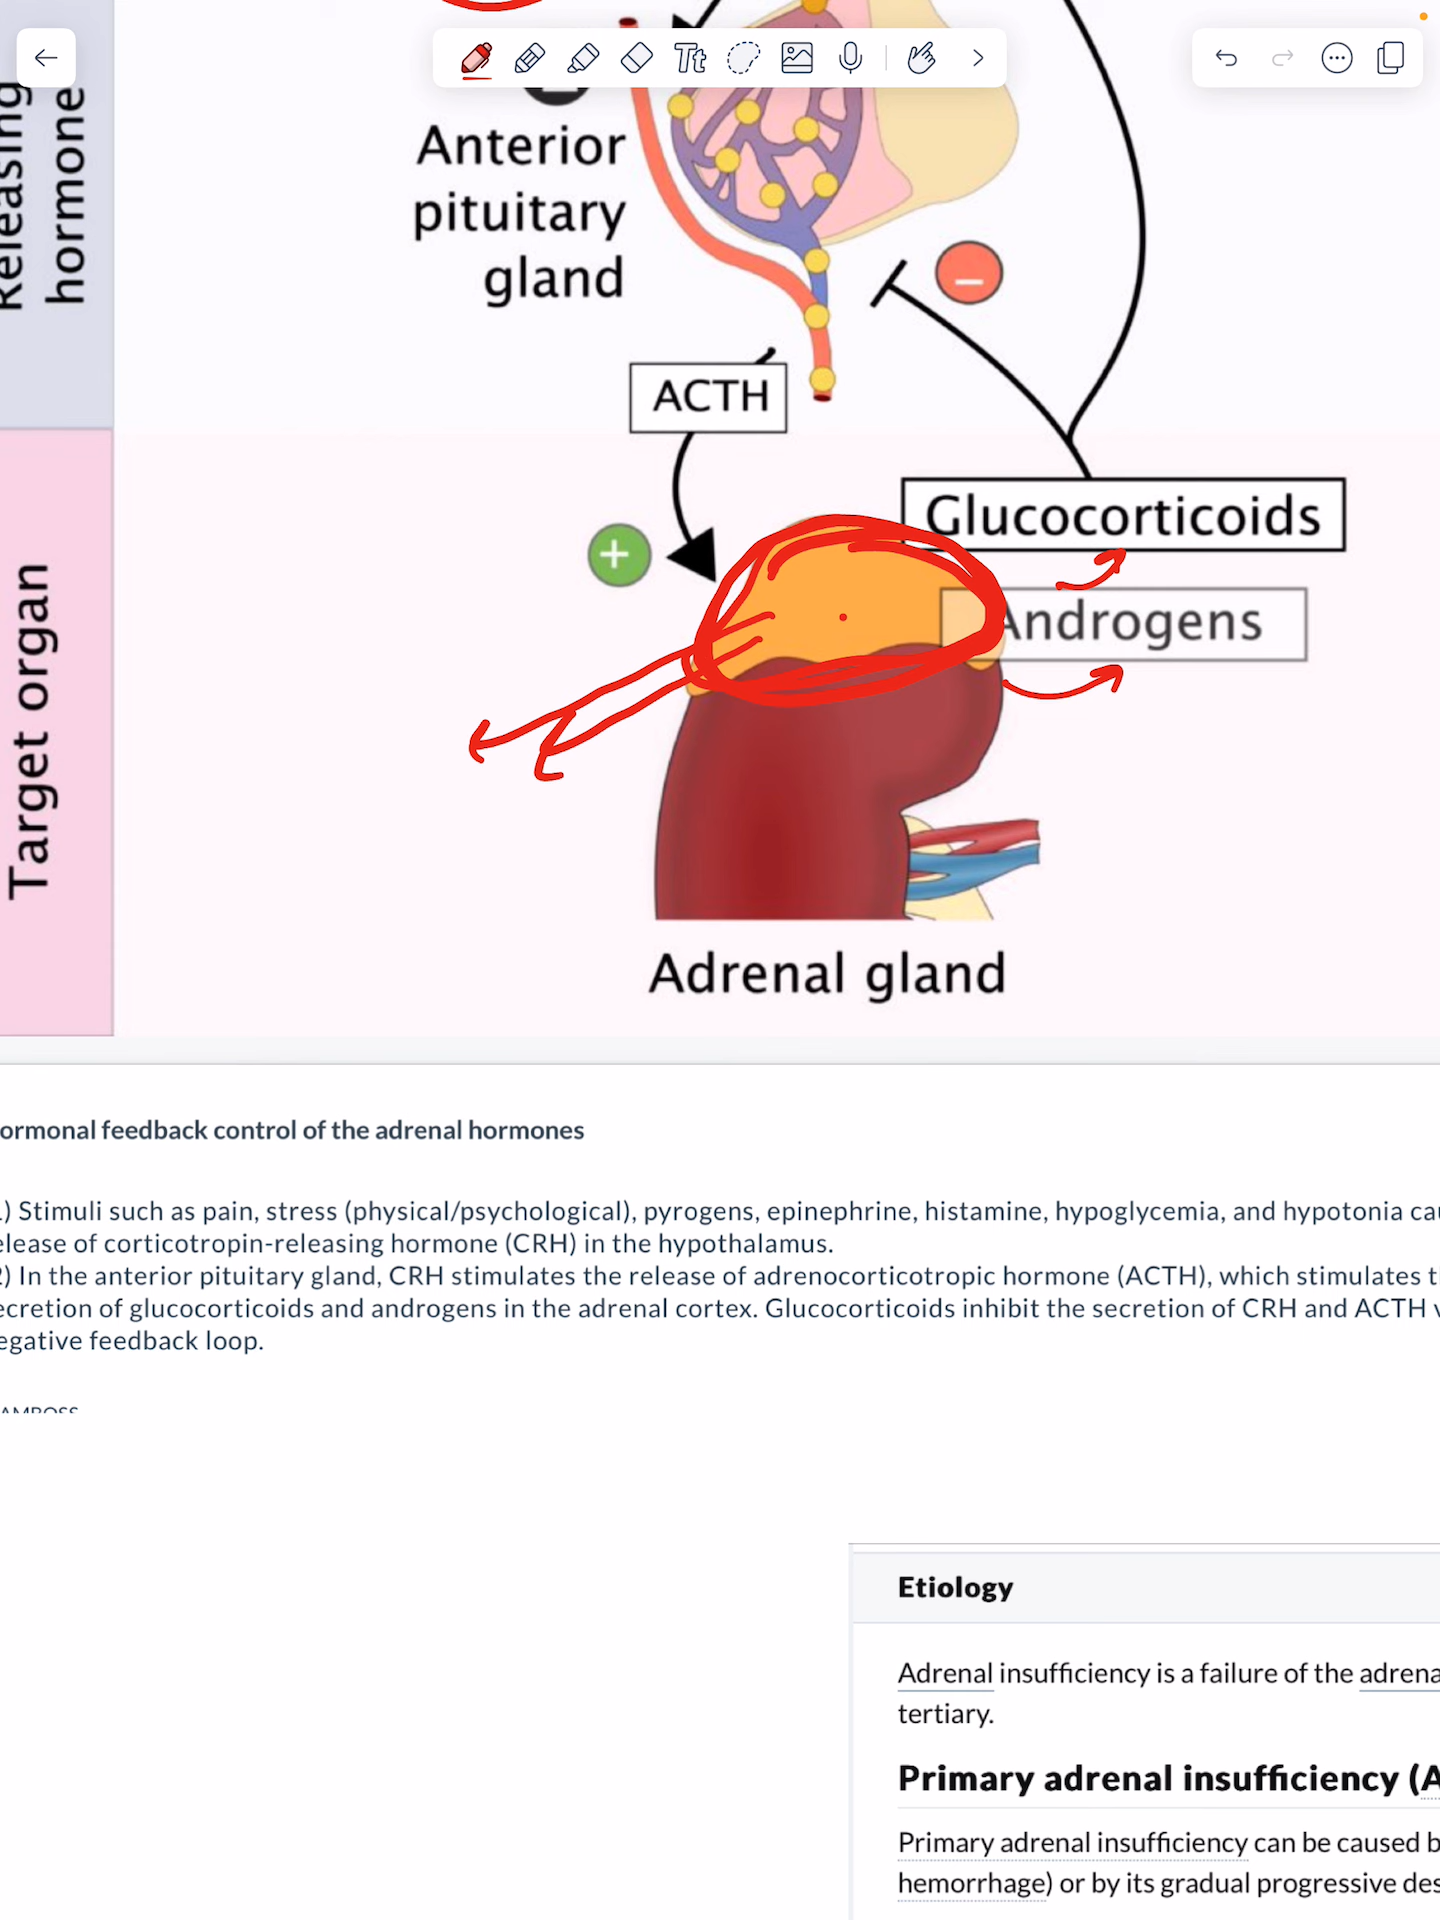 Releasing
hormone
Tt
Anterior
pituitary
gland
ACTH
Glucocorticoids
Androgens
Target organ
Adrenal gland
ormonal feedback control of the adrenal hormones
) Stimuli such as pain, stress (physical/psychological), pyrogens, epinephrine, histamine, hypoglycemia, and hypotonia cau
elease of corticotropin-releasing hormone (CRH) in the hypothalamus.
) In the anterior pituitary gland, CRH stimulates the release of adrenocorticotropic hormone (ACTH), which stimulates t
ecretion of glucocorticoids and androgens in the adrenal cortex. Glucocorticoids inhibit the secretion of CRH and ACTH v
egative feedback loop.
AMBOSS
Etiology
Adrenal insufficiency is a failure of the adrena
tertiary.
Primary adrenal insufficiency (A
Primary adrenal insufficiency can be caused b
hemorrhage) or by its gradual progressive des